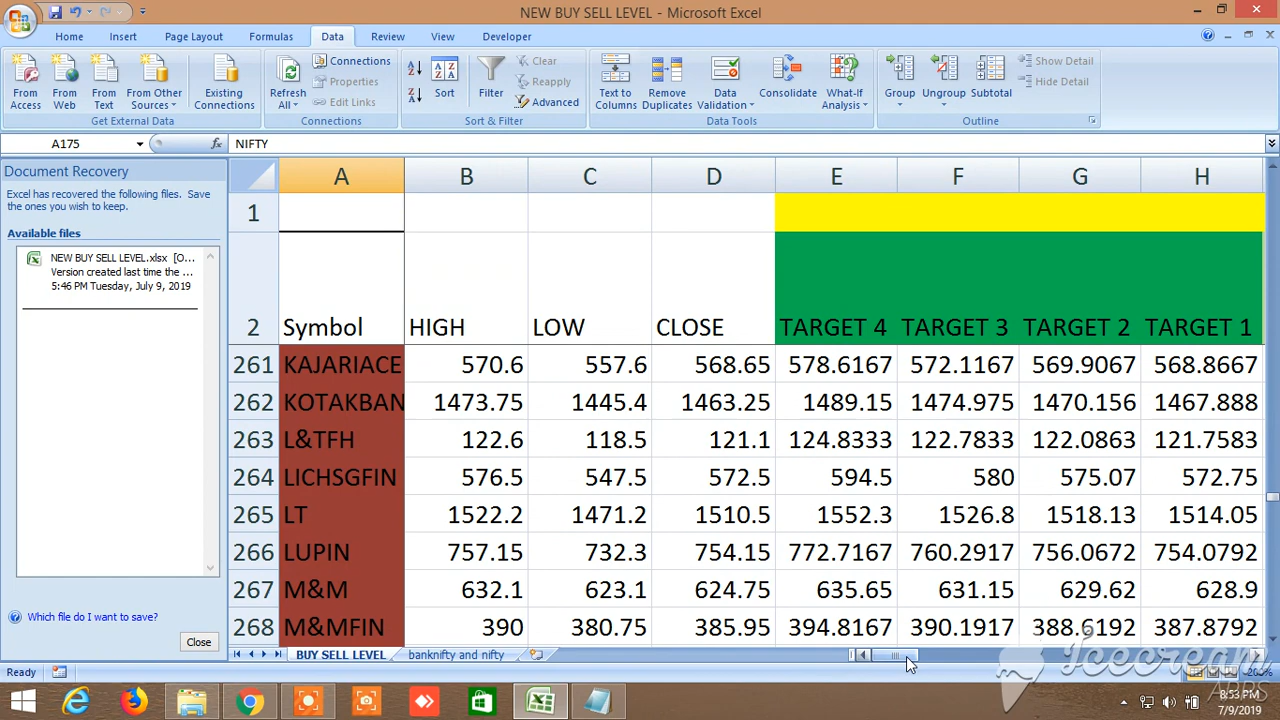 NEW BUY SELL LEVEL - Microsoft Excel
Home Insert Page Layout Formulas Data Review View Developer
From Access
From Web
From Text
From Other Sources
Existing Connections
Get External Data
Refresh All
Connections
Properties
Edit Links
Connections
Sort
Filter
Clear
Reapply
Advanced
Sort & Filter
Text to Columns
Remove Duplicates
Data Validation
Consolidate
What-If Analysis
Data Tools
Group
Ungroup
Subtotal
Show Detail
Hide Detail
Outline
A175 fx NIFTY
Document Recovery
Excel has recovered the following files. Save
the ones you wish to keep.
Available files
NEW BUY SELL LEVEL.xlsx [O...
Version created last time the ...
5:46 PM Tuesday, July 9, 2019
Which file do I want to save?
Close
A B C D E F G H
1
2 Symbol HIGH LOW CLOSE TARGET 4 TARGET 3 TARGET 2 TARGET 1
261 KAJARIACE 570.6 557.6 568.65 578.6167 572.1167 569.9067 568.8667
262 KOTAKBAN 1473.75 1445.4 1463.25 1489.15 1474.975 1470.156 1467.888
263 L&TFH 122.6 118.5 121.1 124.8333 122.7833 122.0863 121.7583
264 LICHSGFIN 576.5 547.5 572.5 594.5 580 575.07 572.75
265 LT 1522.2 1471.2 1510.5 1552.3 1526.8 1518.13 1514.05
266 LUPIN 757.15 732.3 754.15 772.7167 760.2917 756.0672 754.0792
267 M&M 632.1 623.1 624.75 635.65 631.15 629.62 628.9
268 M&MFIN 390 380.75 385.95 394.8167 390.1917 388.6192 387.8792
BUY SELL LEVEL banknifty and nifty
Ready
200%
Icecream
APPS
8:53 PM
7/9/2019